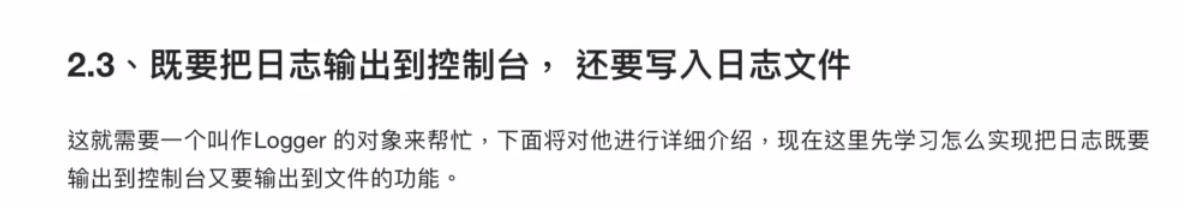 2.3、既要把日志输出到控制台， 还要写入日志文件
这就需要一个叫作Logger 的对象来帮忙，下面将对他进行详细介绍，现在这里先学习怎么实现把日志既要
输出到控制台又要输出到文件的功能。